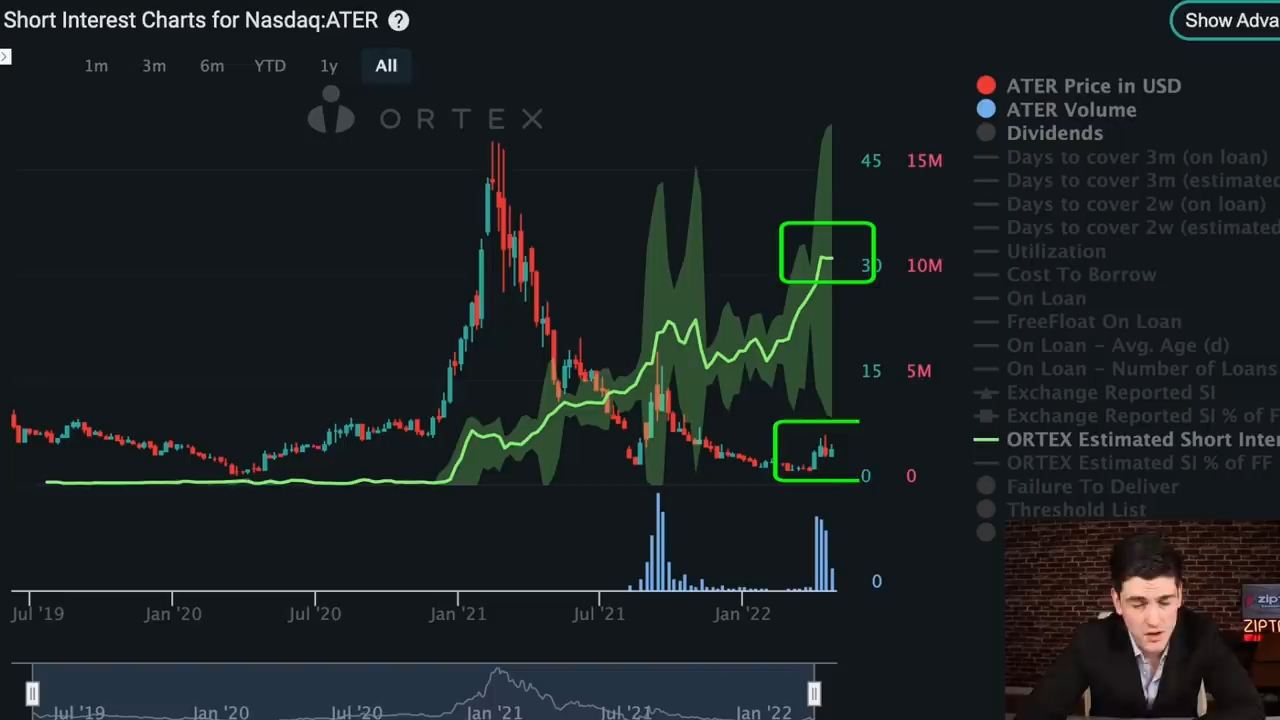 Short Interest Charts for Nasdaq:ATER ?
Show Adva
1m 3m 6m YTD 1y All
ORTEX
ATER Price in USD
ATER Volume
Dividends
Days to cover 3m (on loan)
Days to cover 3m (estimated
Days to cover 2w (on loan)
Days to cover 2w (estimated
Utilization
Cost To Borrow
On Loan
FreeFloat On Loan
On Loan - Avg. Age (d)
On Loan - Number of Loans
Exchange Reported SI
Exchange Reported SI % of F
ORTEX Estimated Short Inter
ORTEX Estimated SI % of FF
Failure To Deliver
Threshold List
45 15M
30 10M
15 5M
0 0
0
Jul '19 Jan '20 Jul '20 Jan '21 Jul '21 Jan '22
Jul '19 Jan '20 Jul '20 Jan '21 Jul '21 Jan '22
zipt
ZIPT